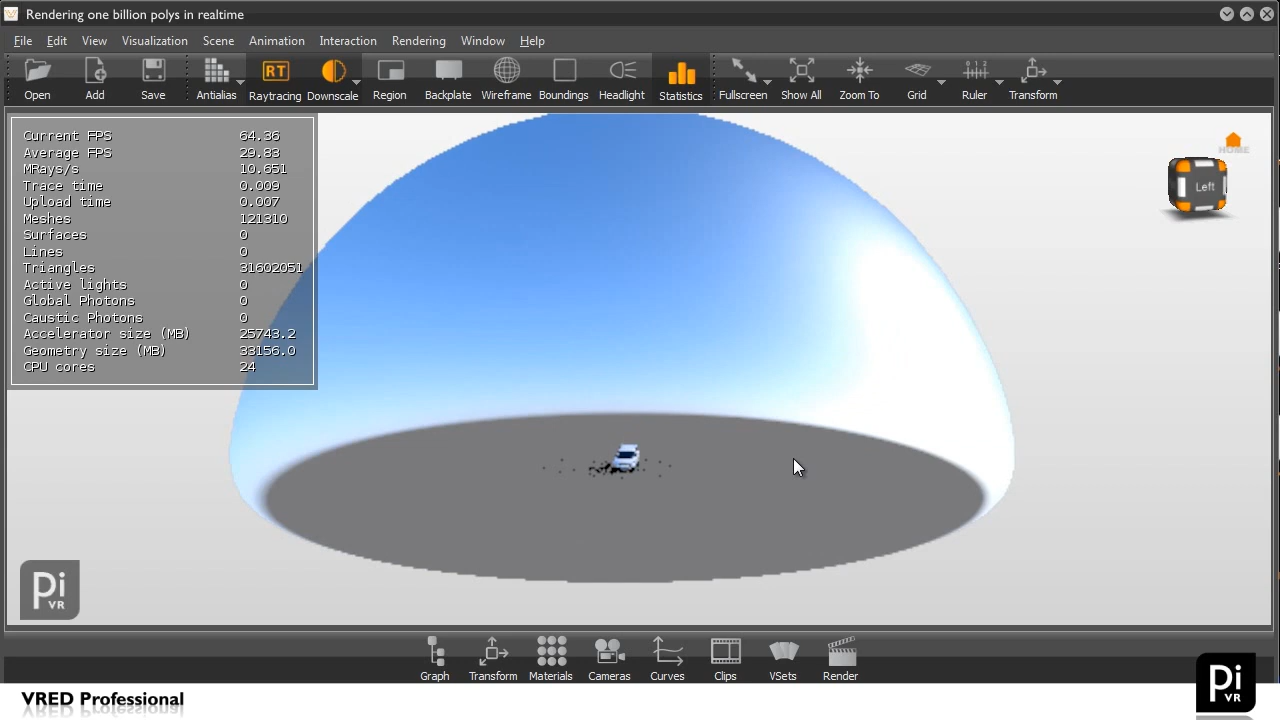 Rendering one billion polys in realtime
File Edit View Visualization Scene Animation Interaction Rendering Window Help
Open Add Save Antialias Raytracing Downscale Region Backplate Wireframe Boundings Headlight Statistics Fullscreen Show All Zoom To Grid Ruler Transform
RT
0 1 2
Current FPS 64.36
Average FPS 29.83
MRays/s 10.651
Trace time 0.009
Upload time 0.007
Meshes 121310
Surfaces 0
Lines 0
Triangles 31602051
Active lights 0
Global Photons 0
Caustic Photons 0
Accelerator size (MB) 25743.2
Geometry size (MB) 33156.0
CPU cores 24
HOME
Left
Pi
VR
Graph Transform Materials Cameras Curves Clips VSets Render
VRED Professional
Pi
VR